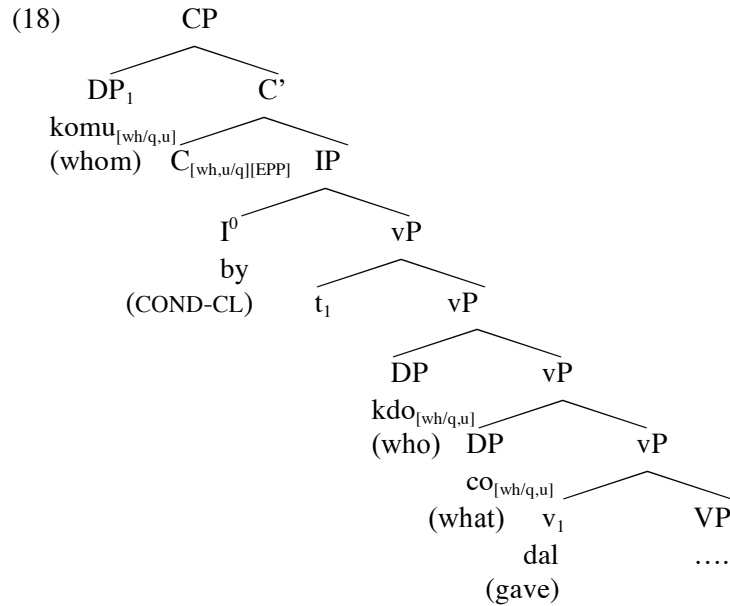 (18) CP
DP₁ C’
komu[wh/q,u]
(whom) C[wh,u/q][EPP] IP
I⁰ vP
by
(COND-CL) t₁ vP
DP vP
kdo[wh/q,u]
(who) DP vP
co[wh/q,u]
(what) v₁ VP
dal ….
(gave)